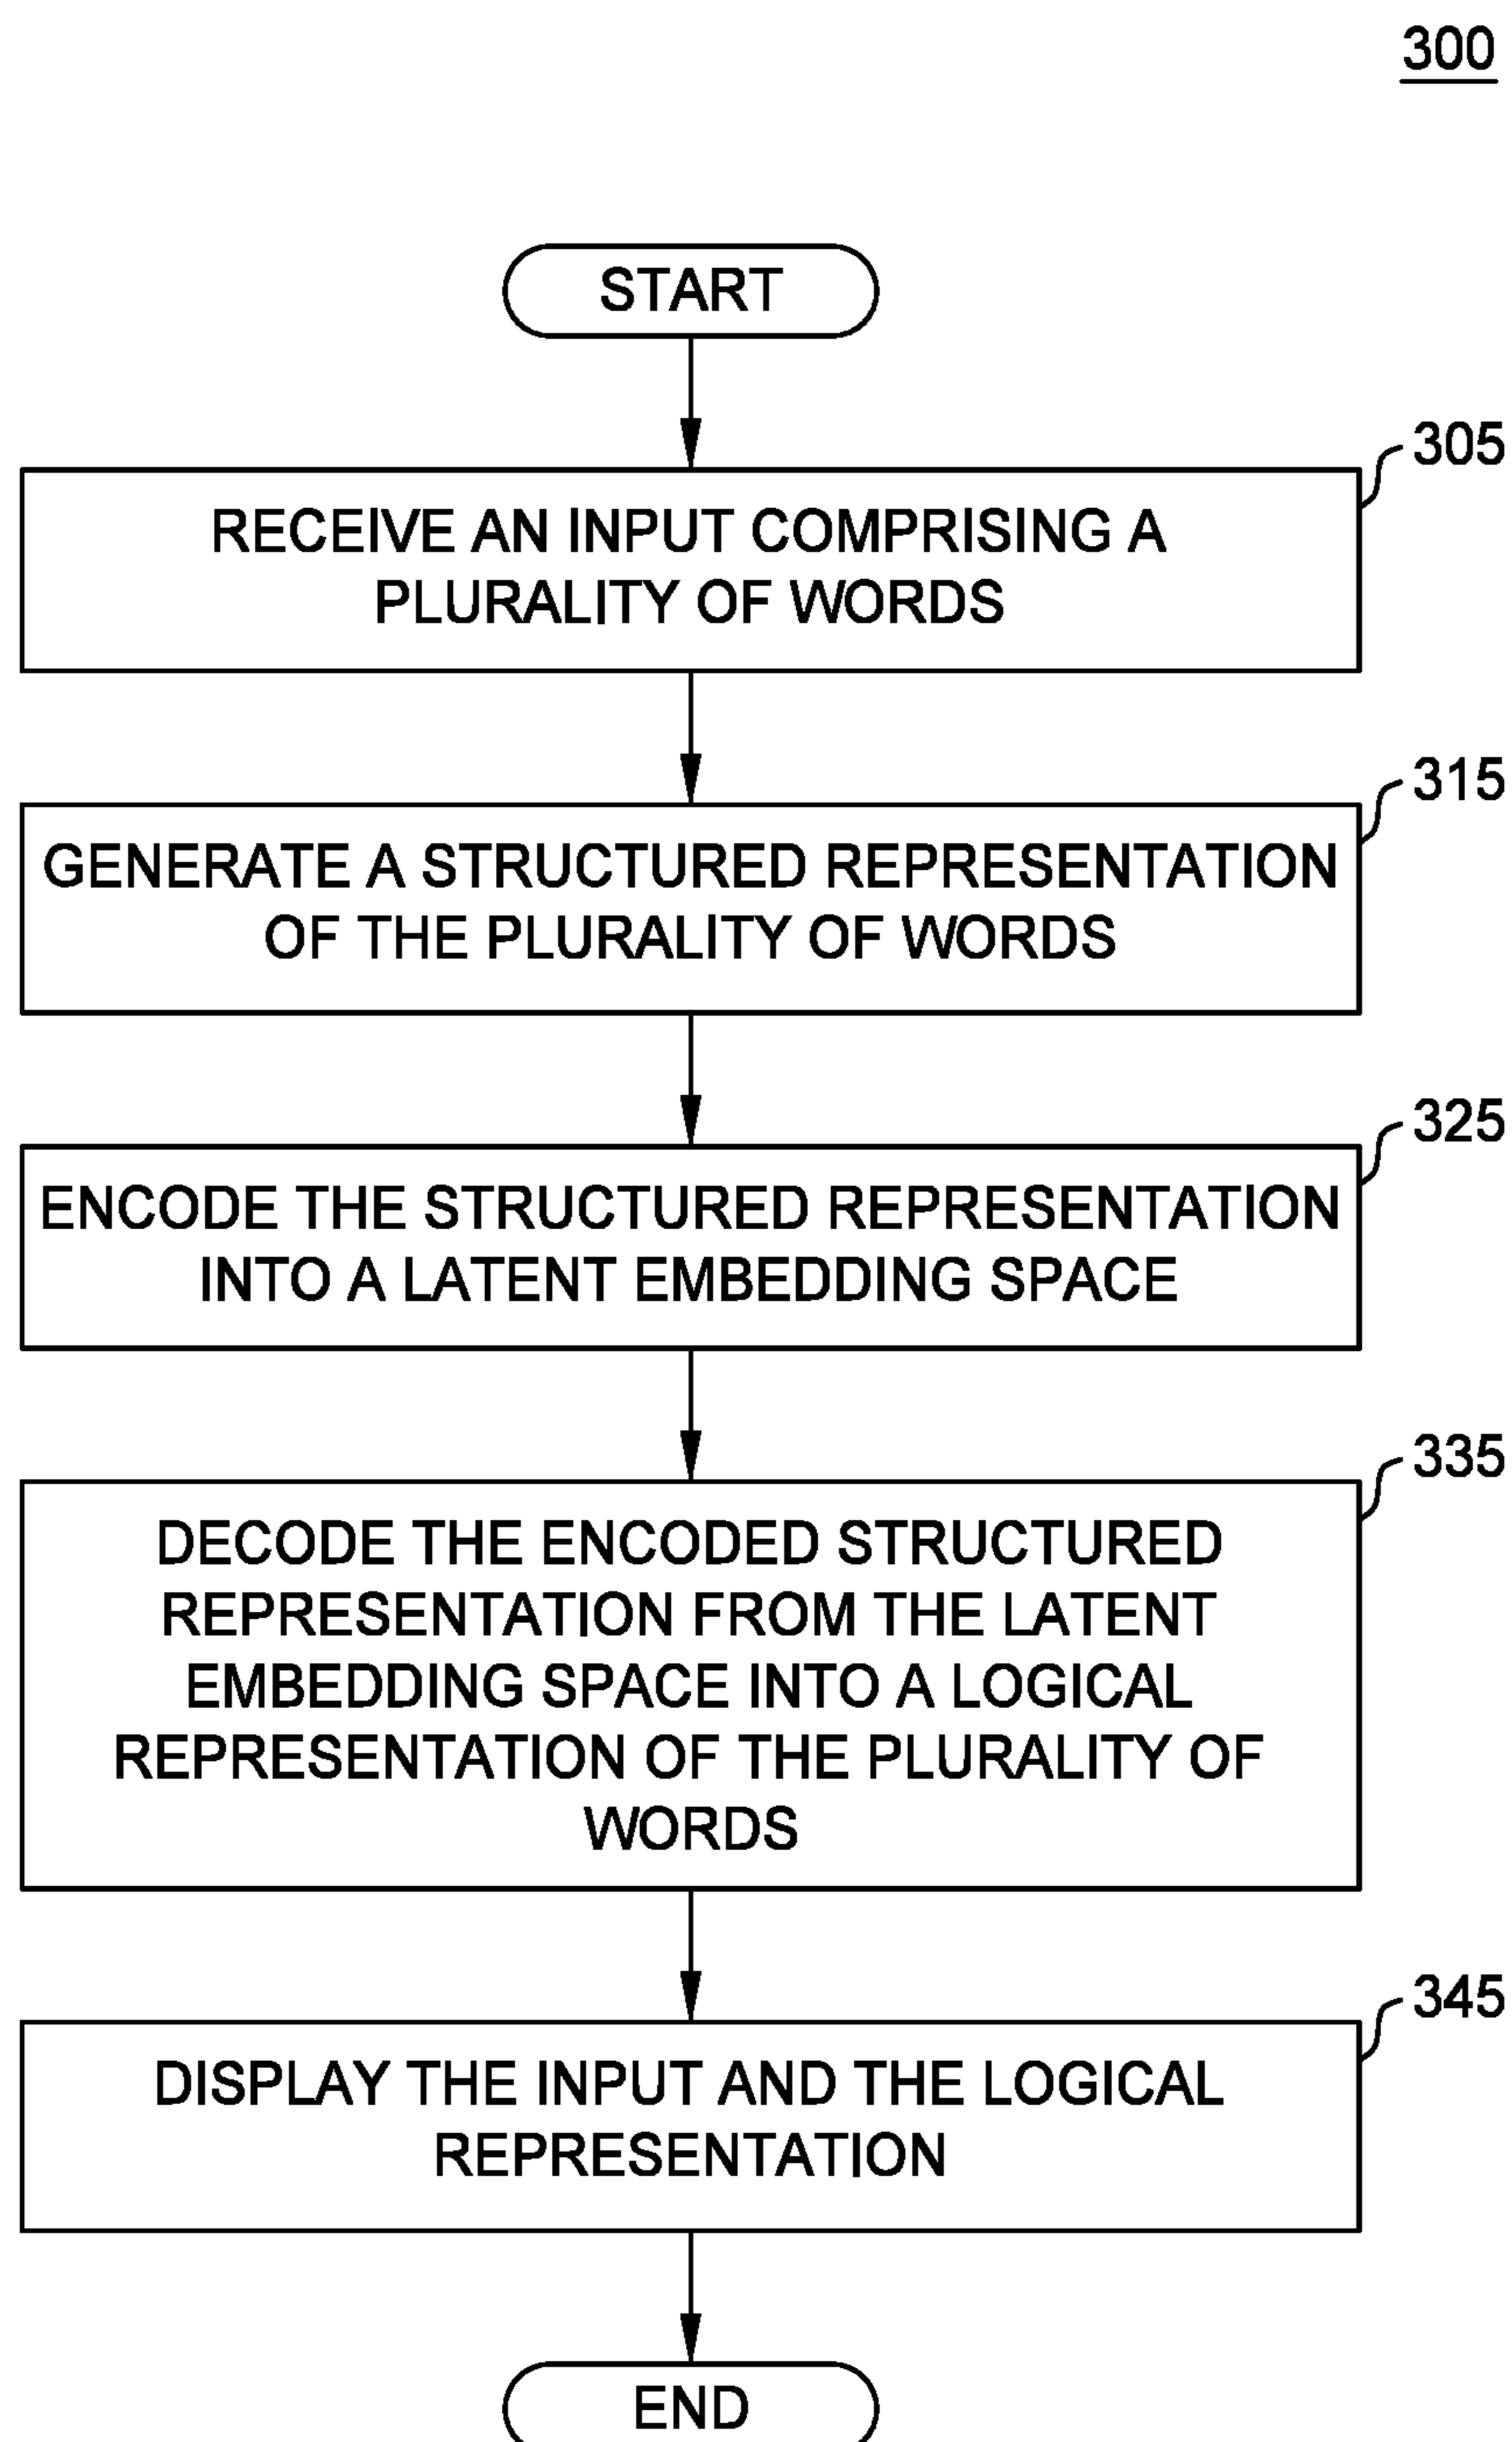 300
START
305
RECEIVE AN INPUT COMPRISING A
PLURALITY OF WORDS
315
GENERATE A STRUCTURED REPRESENTATION
OF THE PLURALITY OF WORDS
325
ENCODE THE STRUCTURED REPRESENTATION
INTO A LATENT EMBEDDING SPACE
335
DECODE THE ENCODED STRUCTURED
REPRESENTATION FROM THE LATENT
EMBEDDING SPACE INTO A LOGICAL
REPRESENTATION OF THE PLURALITY OF
WORDS
345
DISPLAY THE INPUT AND THE LOGICAL
REPRESENTATION
END